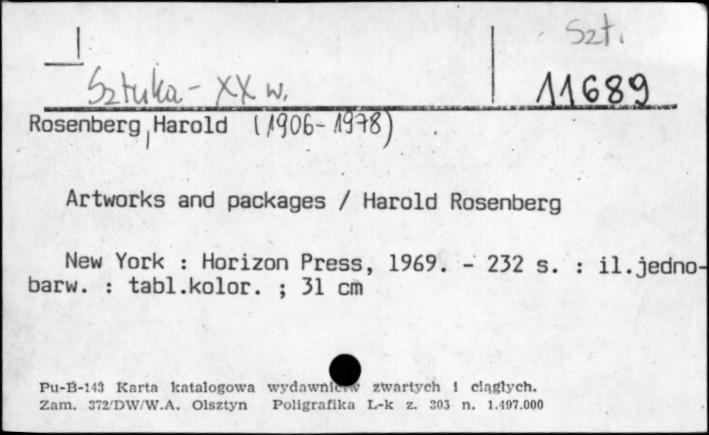 Szt.
Sztuka - XX w.
11689
Rosenberg, Harold (1906-1978)
Artworks and packages / Harold Rosenberg
New York : Horizon Press, 1969. - 232 s. : il.jedno-
barw. : tabl.kolor. ; 31 cm
Pu-B-143 Karta katalogowa wydawnictw zwartych i ciągłych.
Zam. 372/DW/W.A. Olsztyn Poligrafika L-k z. 303 n. 1.497.000